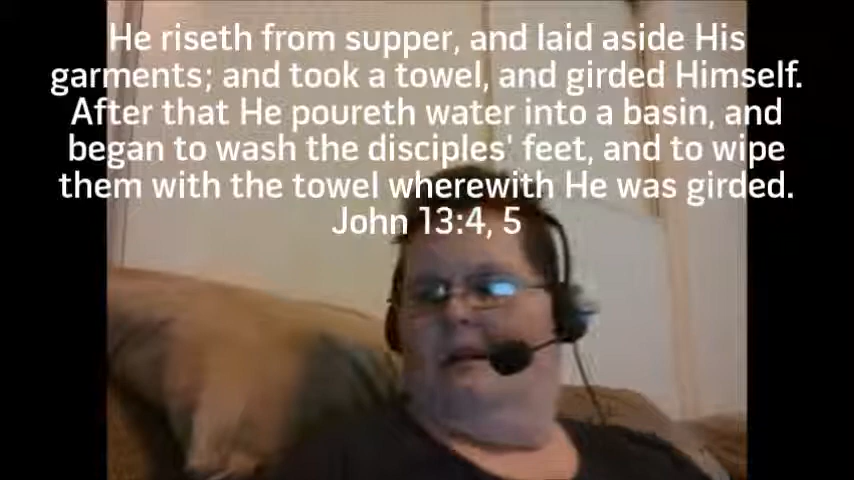 He riseth from supper, and laid aside His
garments; and took a towel, and girded Himself.
After that He poureth water into a basin, and
began to wash the disciples' feet, and to wipe
them with the towel wherewith He was girded.
John 13:4, 5